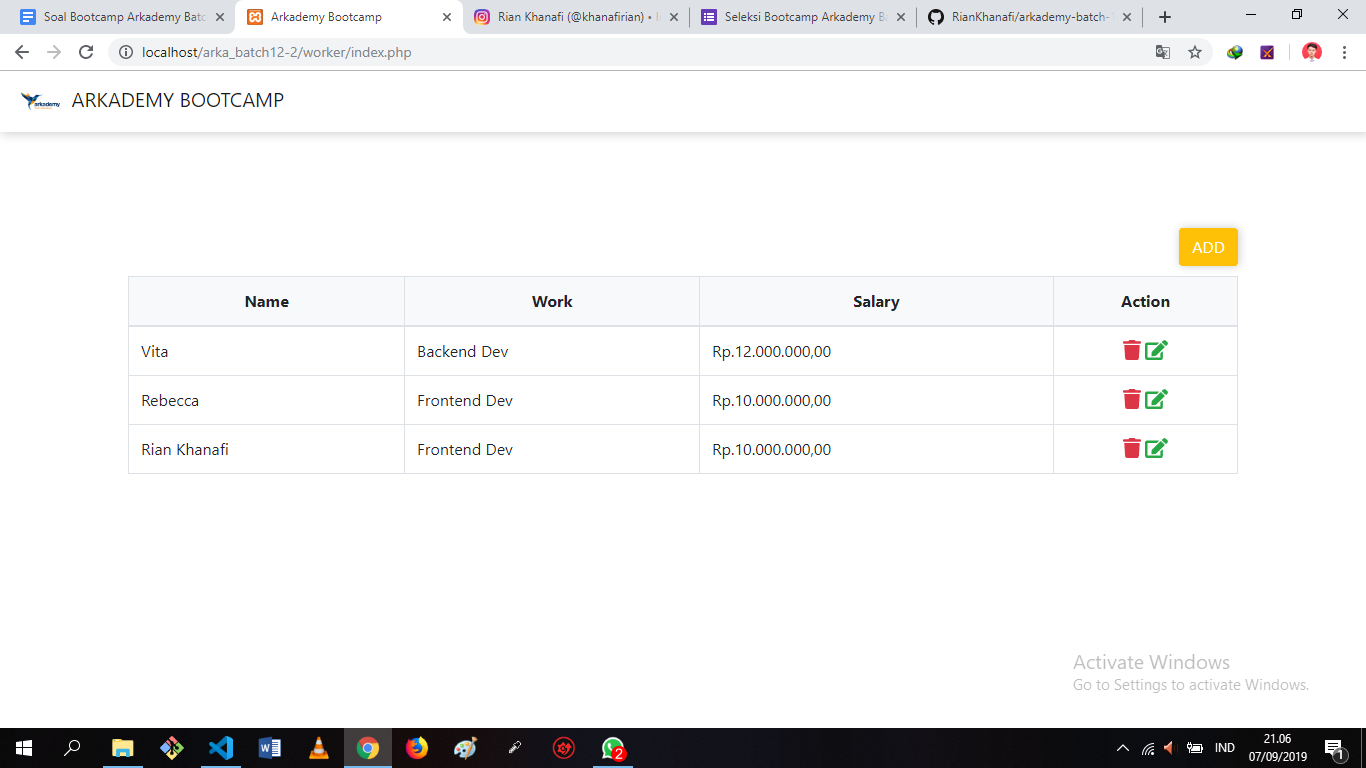 Soal Bootcamp Arkademy Batc
Arkademy Bootcamp
Rian Khanafi (@khanafirian) •
Seleksi Bootcamp Arkademy B
RianKhanafi/arkademy-batch-
localhost/arka_batch12-2/worker/index.php
arkademy
ARKADEMY BOOTCAMP
ADD
Name Work Salary Action
Vita Backend Dev Rp.12.000.000,00
Rebecca Frontend Dev Rp.10.000.000,00
Rian Khanafi Frontend Dev Rp.10.000.000,00
Activate Windows
Go to Settings to activate Windows.
2
IND
21.06
07/09/2019
1